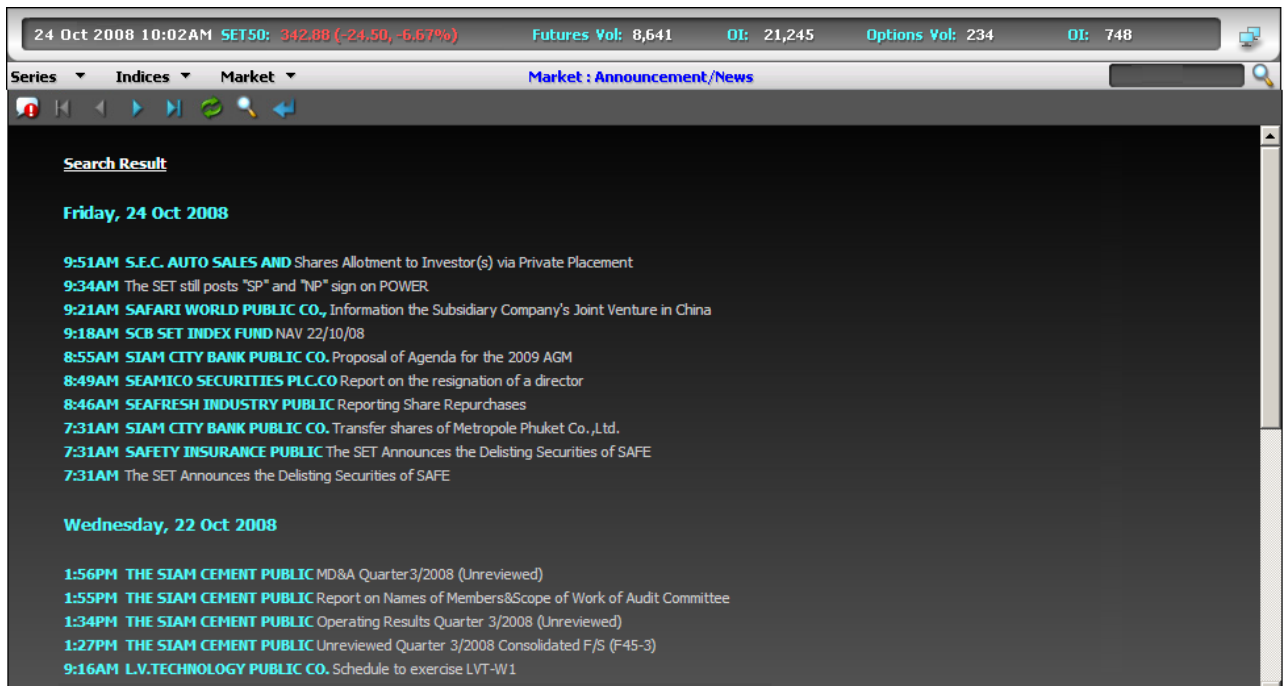 24 Oct 2008 10:02AM SET50: 342.88 (-24.50, -6.67%) Futures Vol: 8,641 OI: 21,245 Options Vol: 234 OI: 748
Series Indices Market Market : Announcement/News
Search Result
Friday, 24 Oct 2008
9:51AM S.E.C. AUTO SALES AND Shares Allotment to Investor(s) via Private Placement
9:34AM The SET still posts "SP" and "NP" sign on POWER
9:21AM SAFARI WORLD PUBLIC CO., Information the Subsidiary Company's Joint Venture in China
9:18AM SCB SET INDEX FUND NAV 22/10/08
8:55AM SIAM CITY BANK PUBLIC CO. Proposal of Agenda for the 2009 AGM
8:49AM SEAMICO SECURITIES PLC.CO Report on the resignation of a director
8:46AM SEAFRESH INDUSTRY PUBLIC Reporting Share Repurchases
7:31AM SIAM CITY BANK PUBLIC CO. Transfer shares of Metropole Phuket Co.,Ltd.
7:31AM SAFETY INSURANCE PUBLIC The SET Announces the Delisting Securities of SAFE
7:31AM The SET Announces the Delisting Securities of SAFE
Wednesday, 22 Oct 2008
1:56PM THE SIAM CEMENT PUBLIC MD&A Quarter3/2008 (Unreviewed)
1:55PM THE SIAM CEMENT PUBLIC Report on Names of Members&Scope of Work of Audit Committee
1:34PM THE SIAM CEMENT PUBLIC Operating Results Quarter 3/2008 (Unreviewed)
1:27PM THE SIAM CEMENT PUBLIC Unreviewed Quarter 3/2008 Consolidated F/S (F45-3)
9:16AM L.V.TECHNOLOGY PUBLIC CO. Schedule to exercise LVT-W1